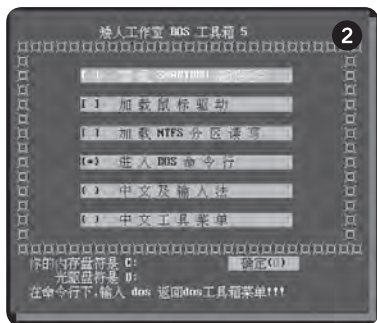 矮人工作室 DOS 工具箱 5
2
[ ] SMARTDRV
[ ] 加载鼠标驱动
[ ] 加载 NTFS 分区读写
(•) 进入 DOS 命令行
( ) 中文及输入法
( ) 中文工具菜单
你的内存盘符是 C: 确定(O)
光驱盘符是 D:
在命令行下,输入 dos 返回dos工具箱菜单!!!